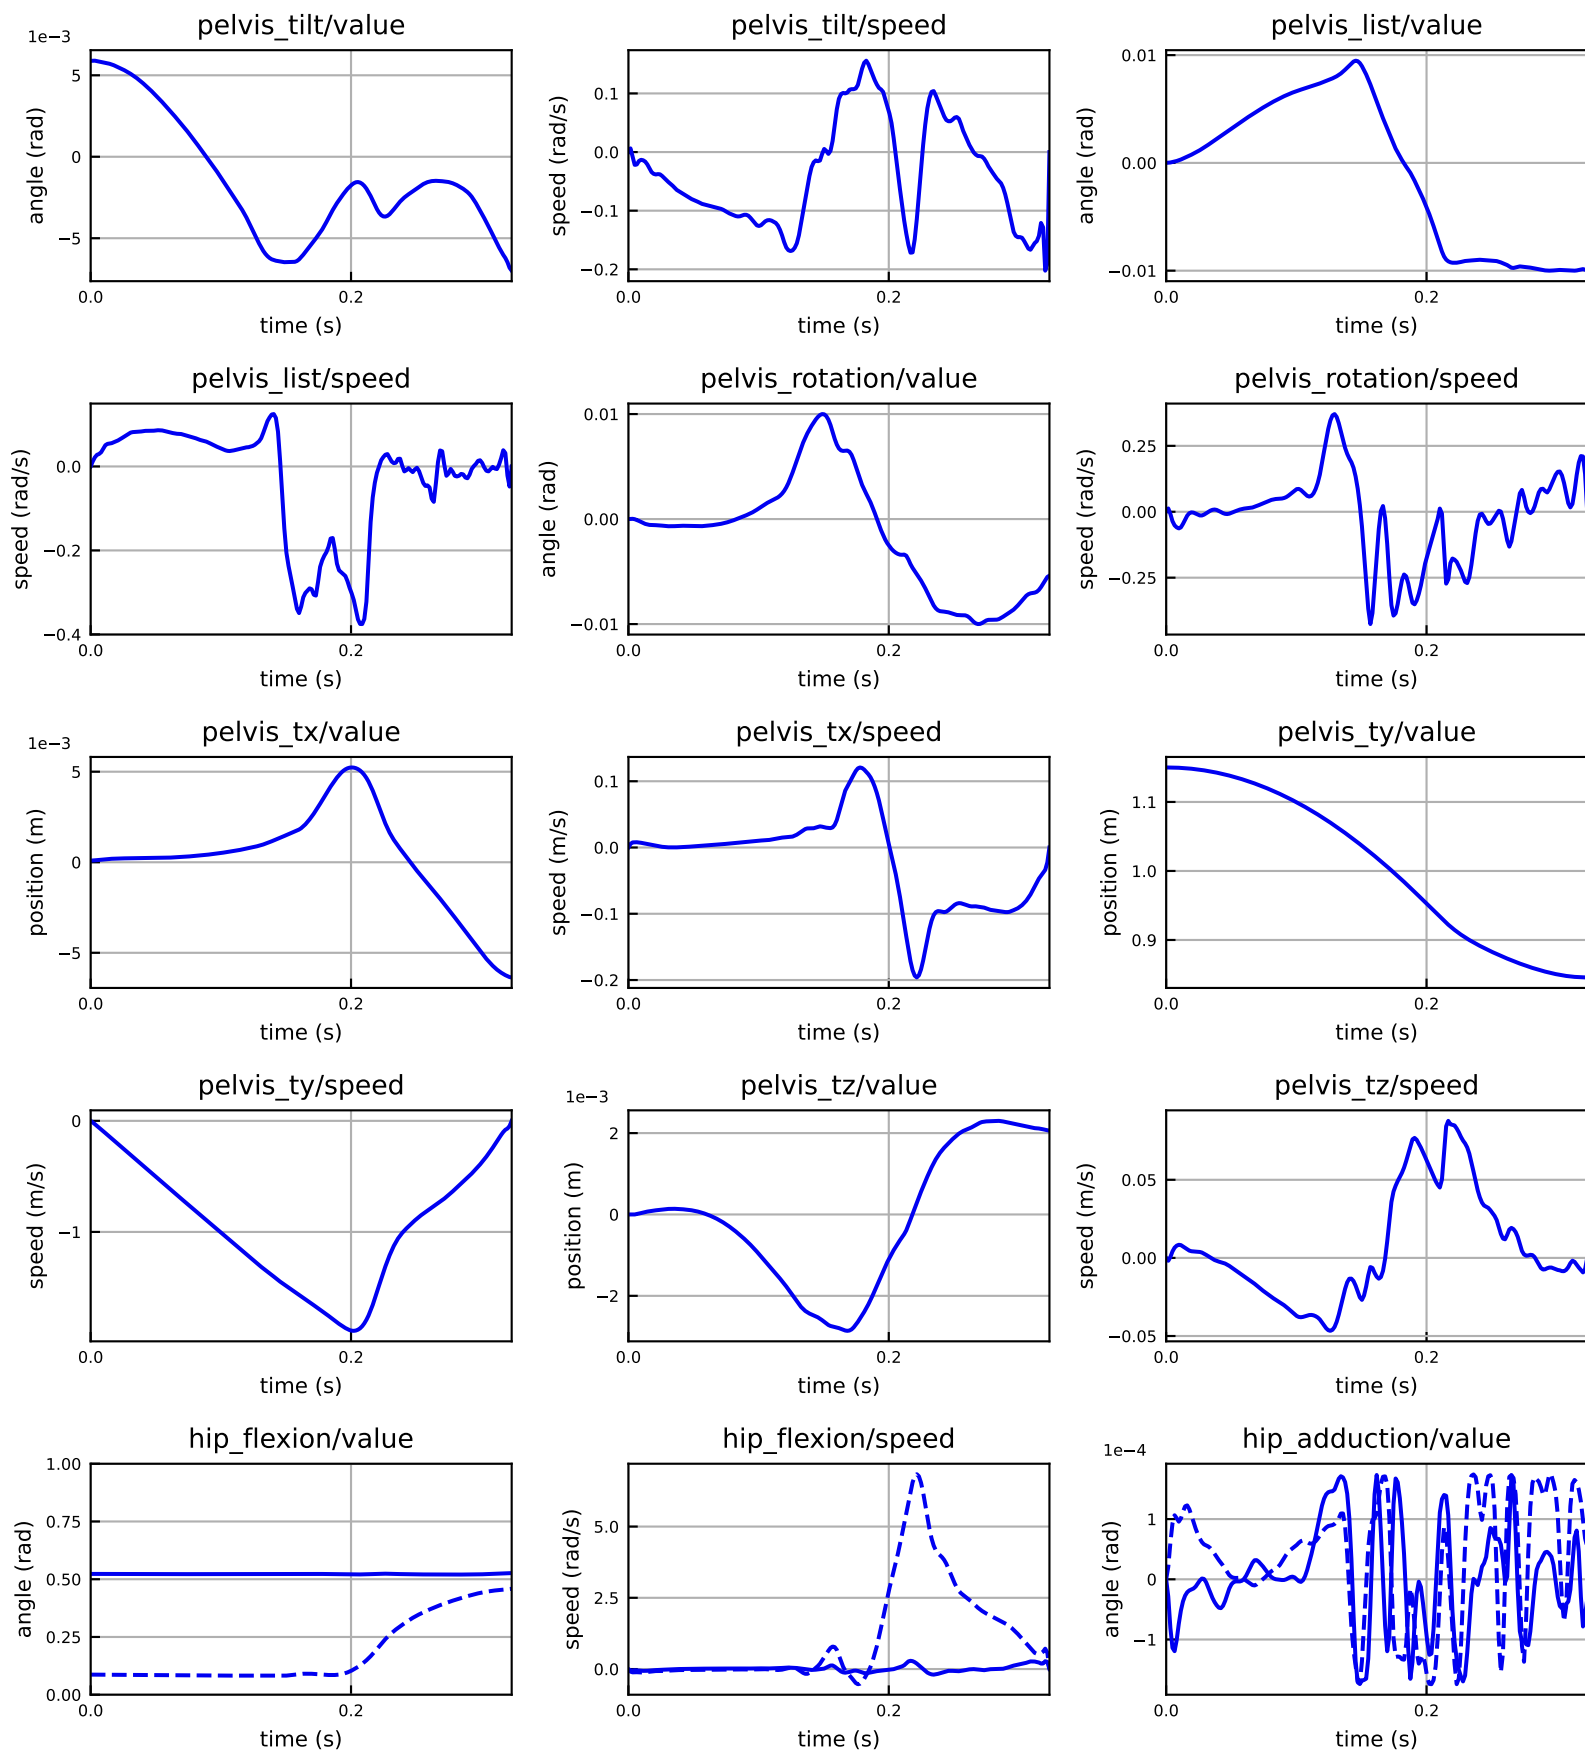 pelvis_tilt/value
1e−3
angle (rad)
5
0
−5
0.0
0.2
time (s)
pelvis_tilt/speed
speed (rad/s)
0.1
0.0
−0.1
−0.2
0.0
0.2
time (s)
pelvis_list/value
angle (rad)
0.01
0.00
−0.01
0.0
0.2
time (s)
pelvis_list/speed
speed (rad/s)
0.0
−0.2
−0.4
0.0
0.2
time (s)
pelvis_rotation/value
angle (rad)
0.01
0.00
−0.01
0.0
0.2
time (s)
pelvis_rotation/speed
speed (rad/s)
0.25
0.00
−0.25
0.0
0.2
time (s)
pelvis_tx/value
1e−3
position (m)
5
0
−5
0.0
0.2
time (s)
pelvis_tx/speed
speed (m/s)
0.1
0.0
−0.1
−0.2
0.0
0.2
time (s)
pelvis_ty/value
position (m)
1.1
1.0
0.9
0.0
0.2
time (s)
pelvis_ty/speed
speed (m/s)
0
−1
0.0
0.2
time (s)
pelvis_tz/value
1e−3
position (m)
2
0
−2
0.0
0.2
time (s)
pelvis_tz/speed
speed (m/s)
0.05
0.00
−0.05
0.0
0.2
time (s)
hip_flexion/value
angle (rad)
1.00
0.75
0.50
0.25
0.00
0.0
0.2
time (s)
hip_flexion/speed
speed (rad/s)
5.0
2.5
0.0
0.0
0.2
time (s)
hip_adduction/value
1e−4
angle (rad)
1
0
−1
0.0
0.2
time (s)